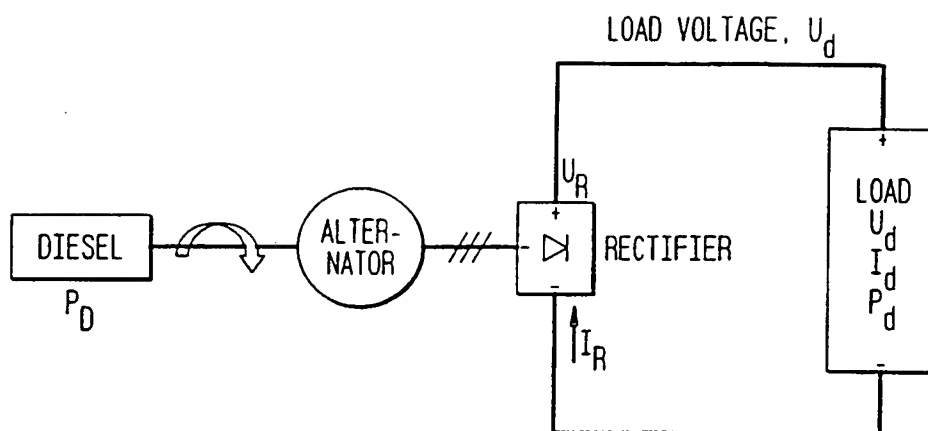 LOAD VOLTAGE, U_d
U_R
DIESEL
P_D
ALTER-
NATOR
RECTIFIER
I_R
LOAD
U_d
I_d
P_d